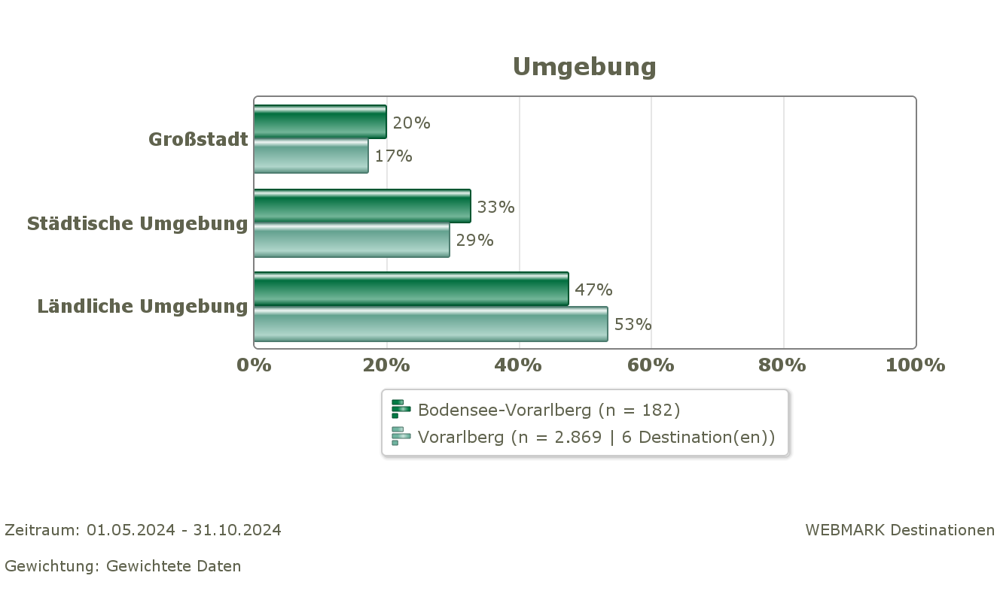 Umgebung
Großstadt
20%
17%
Städtische Umgebung
33%
29%
Ländliche Umgebung
47%
53%
0% 20% 40% 60% 80% 100%
Bodensee-Vorarlberg (n = 182)
Vorarlberg (n = 2.869 | 6 Destination(en))
Zeitraum: 01.05.2024 - 31.10.2024 WEBMARK Destinationen
Gewichtung: Gewichtete Daten